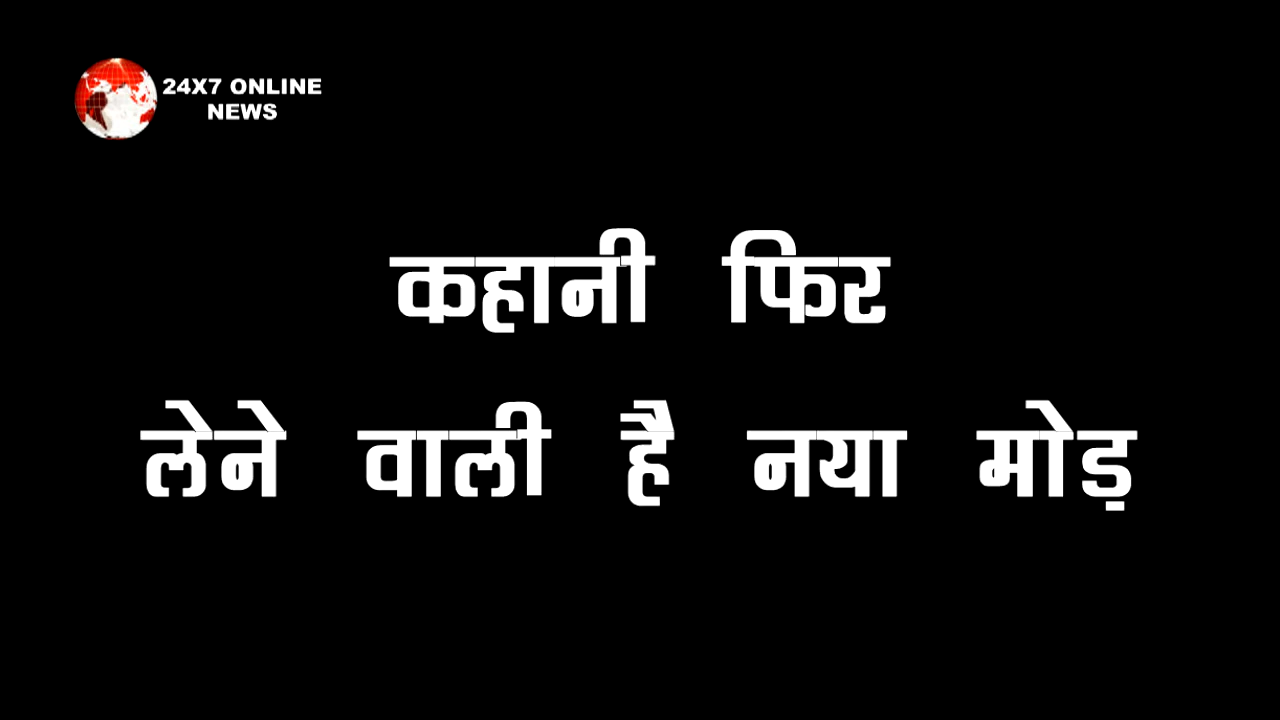 24X7 ONLINE
NEWS
कहानी फिर
लेने वाली है नया मोड़